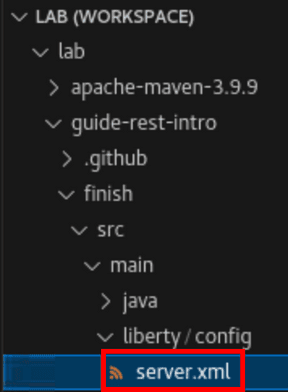 LAB (WORKSPACE)
lab
apache-maven-3.9.9
guide-rest-intro
.github
finish
src
main
java
liberty/config
server.xml